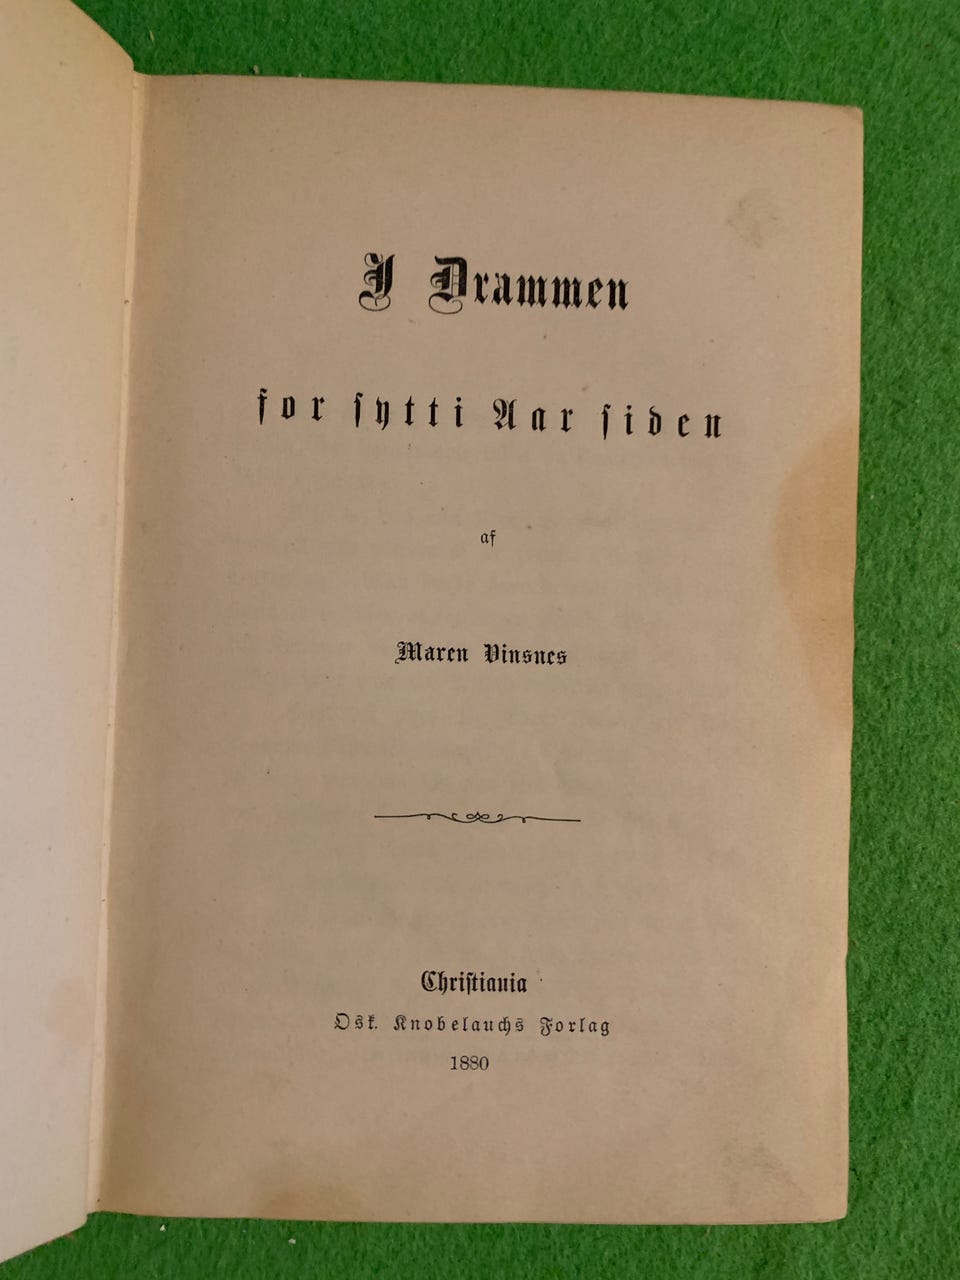 I Drammen
for sytti Aar siden
af
Maren Vinsnes
Christiania
Osk. Knobelauchs Forlag
1880